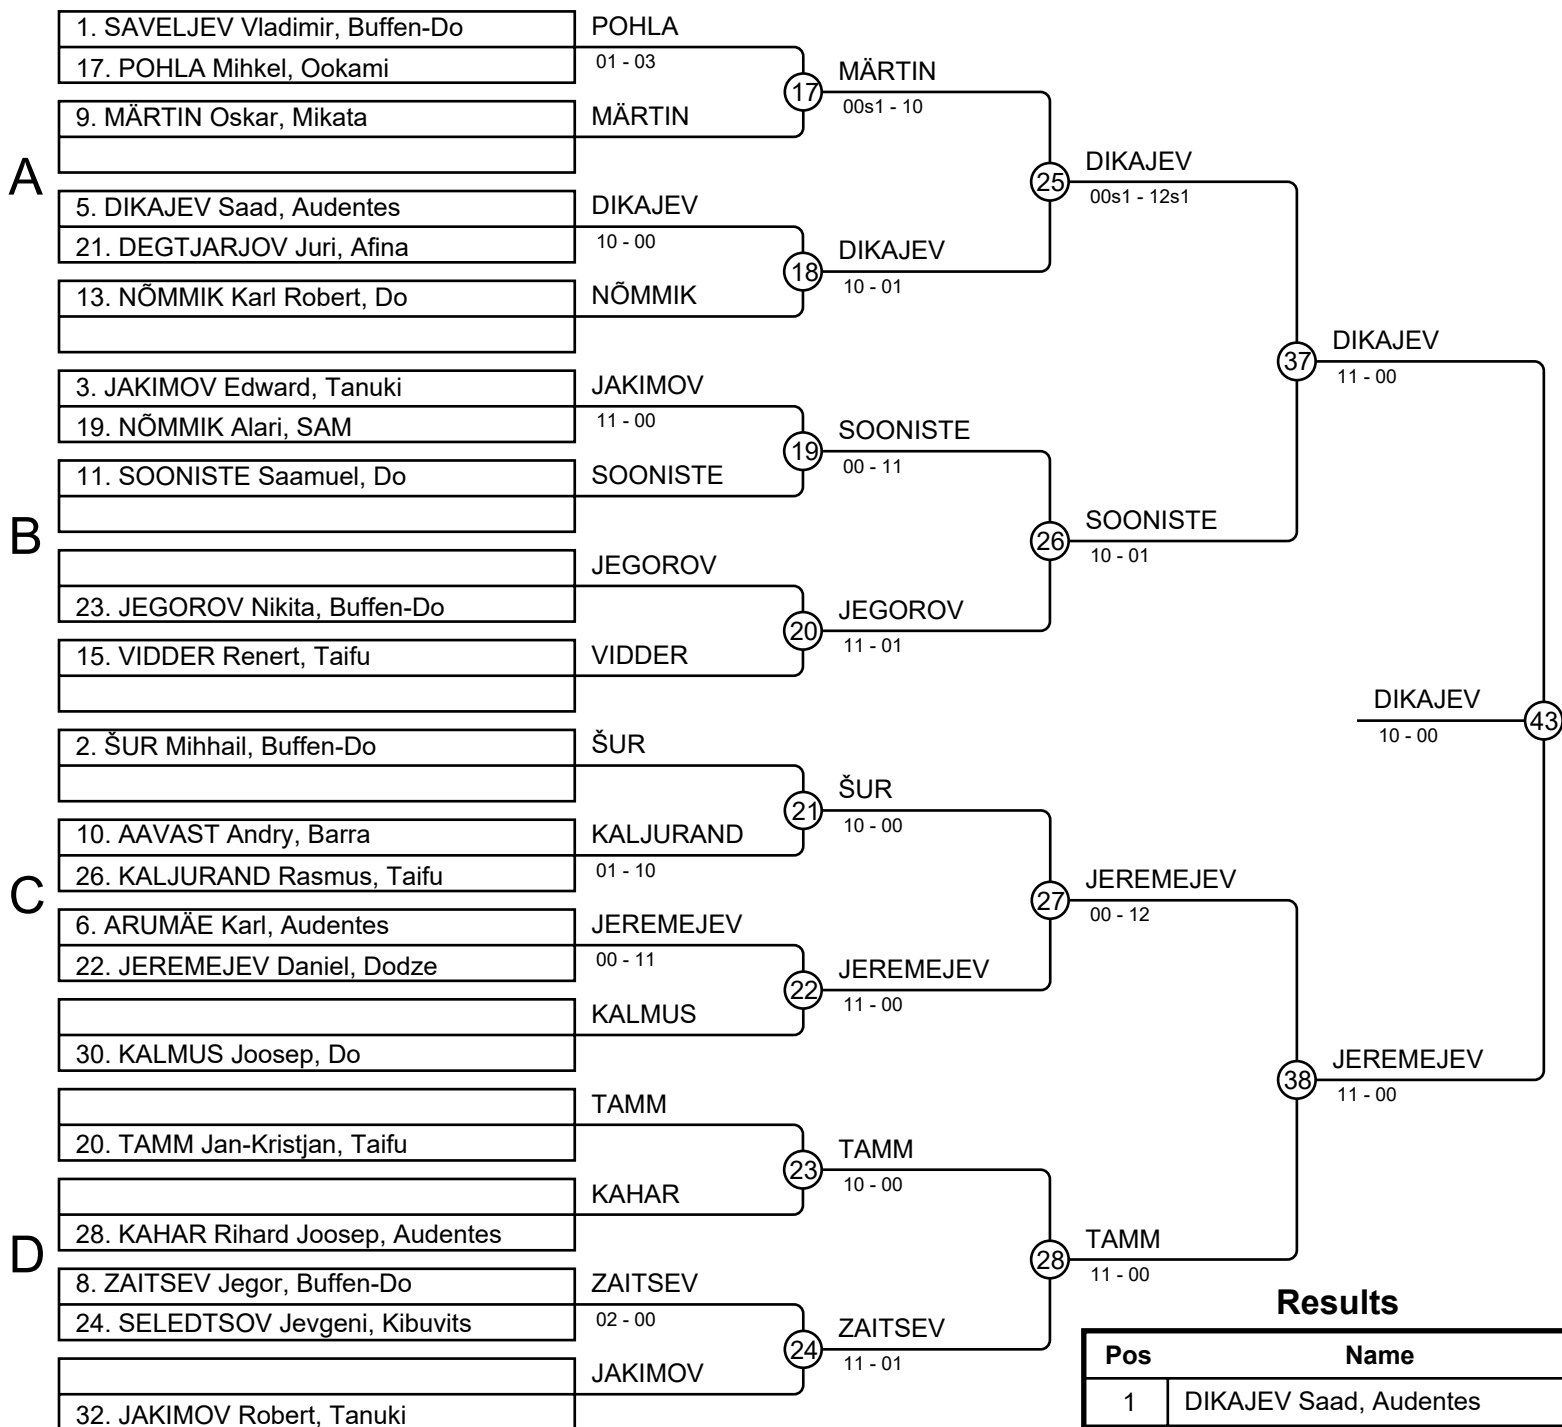 A
1. SAVELJEV Vladimir, Buffen-Do
17. POHLA Mihkel, Ookami
9. MÄRTIN Oskar, Mikata
5. DIKAJEV Saad, Audentes
21. DEGTJARJOV Juri, Afina
13. NÕMMIK Karl Robert, Do
B
3. JAKIMOV Edward, Tanuki
19. NÕMMIK Alari, SAM
11. SOONISTE Saamuel, Do
23. JEGOROV Nikita, Buffen-Do
15. VIDDER Renert, Taifu
C
2. ŠUR Mihhail, Buffen-Do
10. AAVAST Andry, Barra
26. KALJURAND Rasmus, Taifu
6. ARUMÄE Karl, Audentes
22. JEREMEJEV Daniel, Dodze
30. KALMUS Joosep, Do
D
20. TAMM Jan-Kristjan, Taifu
28. KAHAR Rihard Joosep, Audentes
8. ZAITSEV Jegor, Buffen-Do
24. SELEDTSOV Jevgeni, Kibuvits
32. JAKIMOV Robert, Tanuki
POHLA
01 - 03
MÄRTIN
DIKAJEV
10 - 00
NÕMMIK
JAKIMOV
11 - 00
SOONISTE
JEGOROV
VIDDER
ŠUR
KALJURAND
01 - 10
JEREMEJEV
00 - 11
KALMUS
TAMM
KAHAR
ZAITSEV
02 - 00
JAKIMOV
17
MÄRTIN
00s1 - 10
18
DIKAJEV
10 - 01
19
SOONISTE
00 - 11
20
JEGOROV
11 - 01
21
ŠUR
10 - 00
22
JEREMEJEV
11 - 00
23
TAMM
10 - 00
24
ZAITSEV
11 - 01
25
DIKAJEV
00s1 - 12s1
26
SOONISTE
10 - 01
27
JEREMEJEV
00 - 12
28
TAMM
11 - 00
37
DIKAJEV
11 - 00
38
JEREMEJEV
11 - 00
DIKAJEV
43
10 - 00
Results
Pos Name
1 DIKAJEV Saad, Audentes